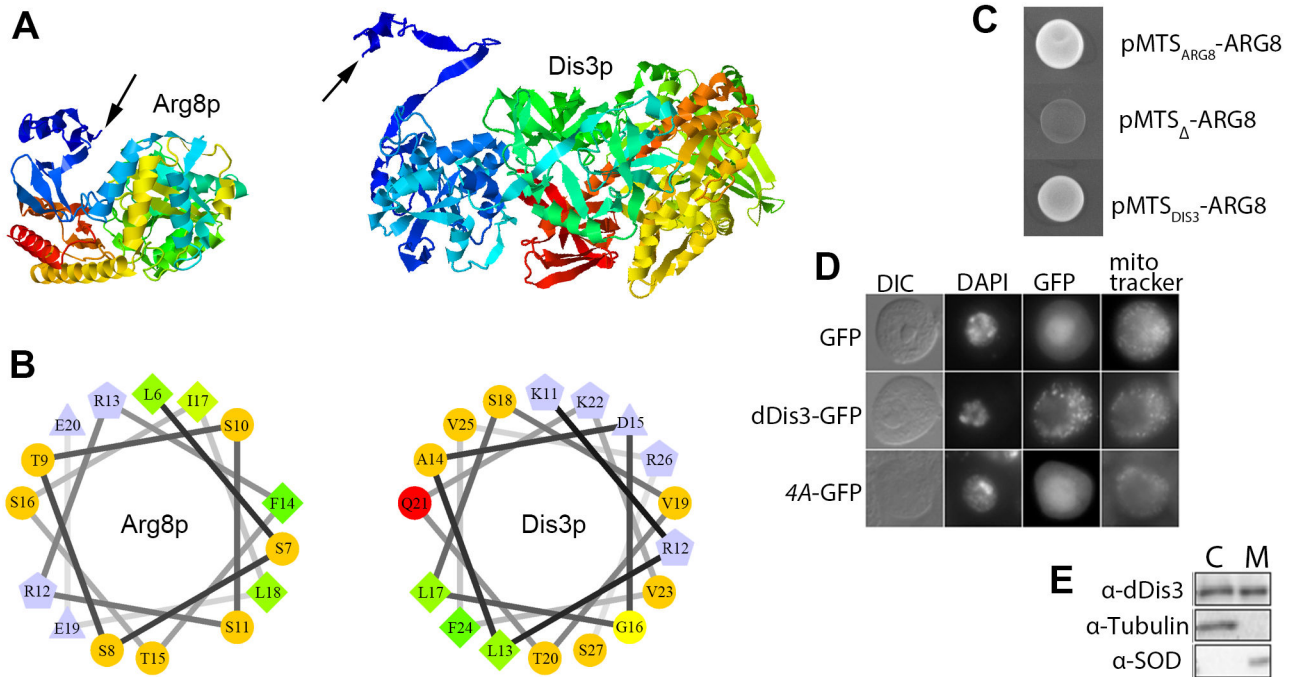 A
Arg8p
Dis3p
C
pMTSARG8-ARG8
pMTSΔ-ARG8
pMTSDIS3-ARG8
D
DIC
DAPI
GFP
mito
tracker
GFP
dDis3-GFP
4A-GFP
B
Arg8p
L6
I17
R13
E20
S10
T9
S16
F14
S7
R12
L18
E19
S11
S8
T15
Dis3p
K11
K22
S18
D15
V25
R26
A14
Q21
V19
R12
L17
V23
F24
G16
L13
S27
T20
E
C
M
α-dDis3
α-Tubulin
α-SOD